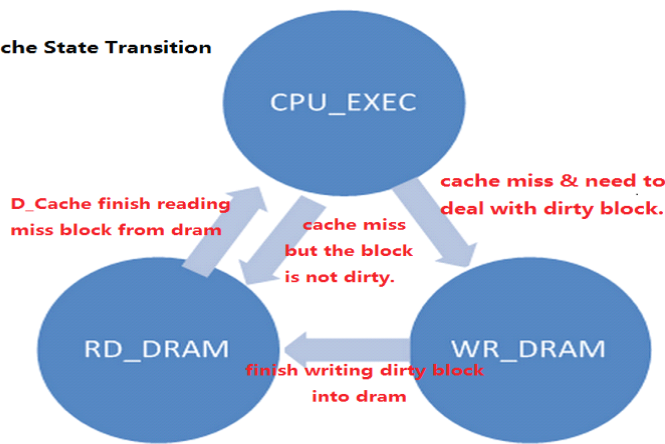 che State Transition
CPU_EXEC
D_Cache finish reading
miss block from dram
cache miss
but the block
is not dirty.
cache miss & need to
deal with dirty block.
RD_DRAM
WR_DRAM
finish writing dirty block
into dram